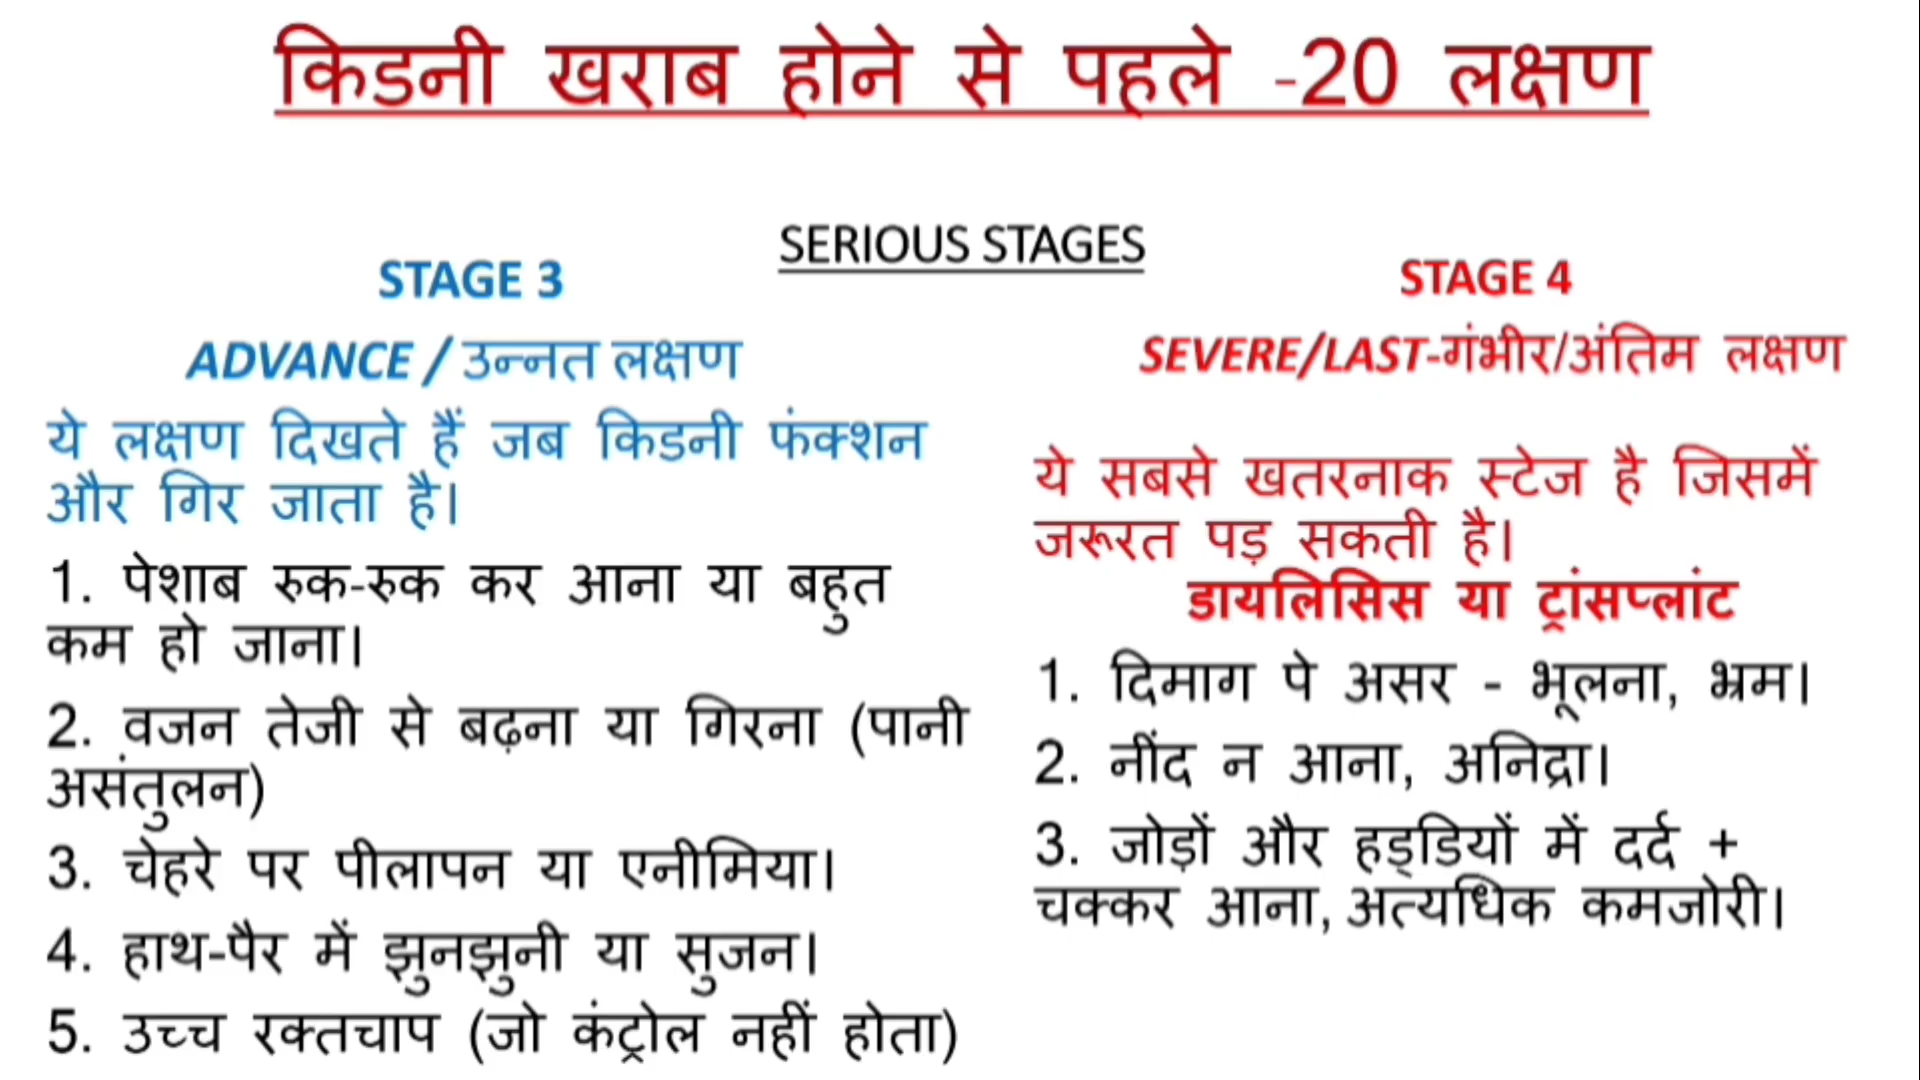 किडनी खराब होने से पहले -20 लक्षण
SERIOUS STAGES
STAGE 3
ADVANCE / उन्नत लक्षण
ये लक्षण दिखते हैं जब किडनी फंक्शन
और गिर जाता है।
1. पेशाब रुक-रुक कर आना या बहुत
कम हो जाना।
2. वजन तेजी से बढ़ना या गिरना (पानी
असंतुलन)
3. चेहरे पर पीलापन या एनीमिया।
4. हाथ-पैर में झुनझुनी या सुजन।
5. उच्च रक्तचाप (जो कंट्रोल नहीं होता)
STAGE 4
SEVERE/LAST-गंभीर/अंतिम लक्षण
ये सबसे खतरनाक स्टेज है जिसमें
जरूरत पड़ सकती है।
डायलिसिस या ट्रांसप्लांट
1. दिमाग पे असर - भूलना, भ्रम।
2. नींद न आना, अनिद्रा।
3. जोड़ों और हड्डियों में दर्द +
चक्कर आना, अत्यधिक कमजोरी।